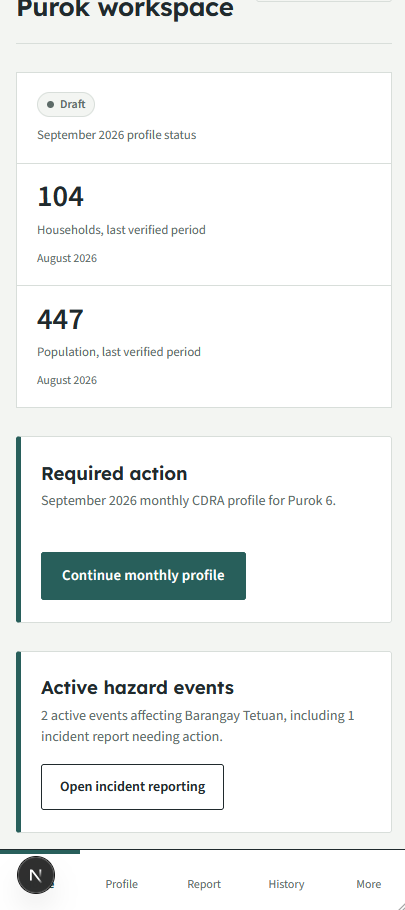 Purok workspace
Draft
September 2026 profile status
104
Households, last verified period
August 2026
447
Population, last verified period
August 2026
Required action
September 2026 monthly CDRA profile for Purok 6.
Continue monthly profile
Active hazard events
2 active events affecting Barangay Tetuan, including 1
incident report needing action.
Open incident reporting
N
Profile
Report
History
More